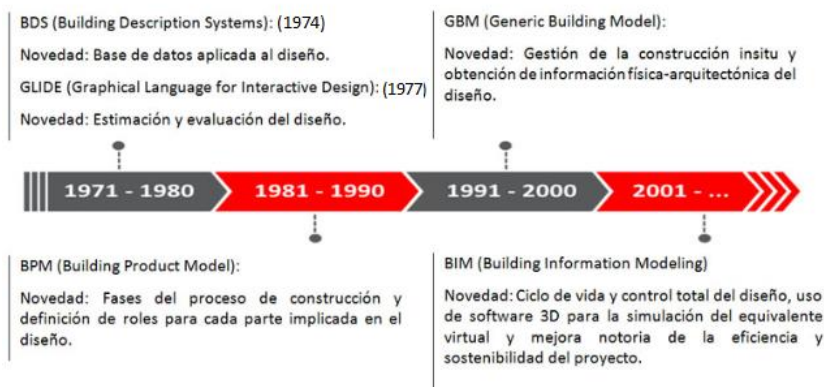 BDS (Building Description Systems): (1974)
Novedad: Base de datos aplicada al diseño.
GLIDE (Graphical Language for Interactive Design): (1977)
Novedad: Estimación y evaluación del diseño.
GBM (Generic Building Model):
Novedad: Gestión de la construcción insitu y
obtención de información física-arquitectónica del
diseño.
1971 - 1980
1981 - 1990
1991 - 2000
2001 - ...
BPM (Building Product Model):
Novedad: Fases del proceso de construcción y
definición de roles para cada parte implicada en el
diseño.
BIM (Building Information Modeling)
Novedad: Ciclo de vida y control total del diseño, uso
de software 3D para la simulación del equivalente
virtual y mejora notoria de la eficiencia y
sostenibilidad del proyecto.